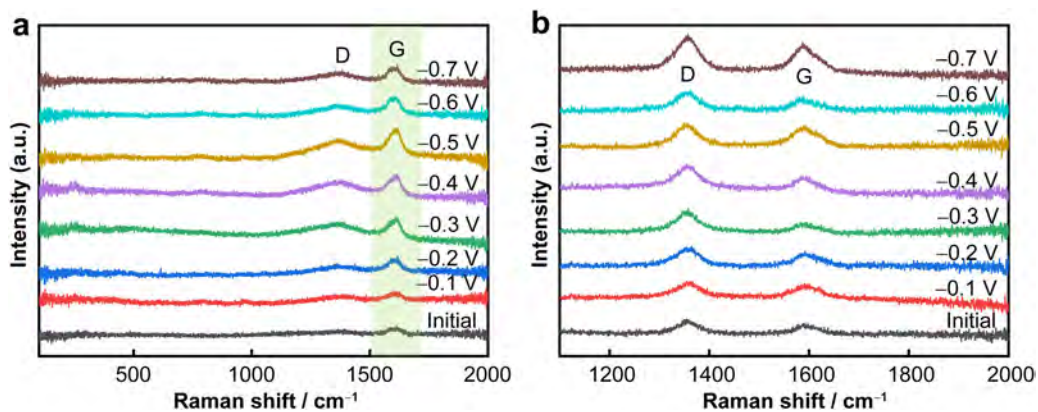 a
D
G
−0.7 V
−0.6 V
−0.5 V
−0.4 V
−0.3 V
−0.2 V
−0.1 V
Initial
Intensity (a.u.)
500
1000
1500
2000
Raman shift / cm⁻¹
b
D
G
−0.7 V
−0.6 V
−0.5 V
−0.4 V
−0.3 V
−0.2 V
−0.1 V
Initial
Intensity (a.u.)
1200
1400
1600
1800
2000
Raman shift / cm⁻¹